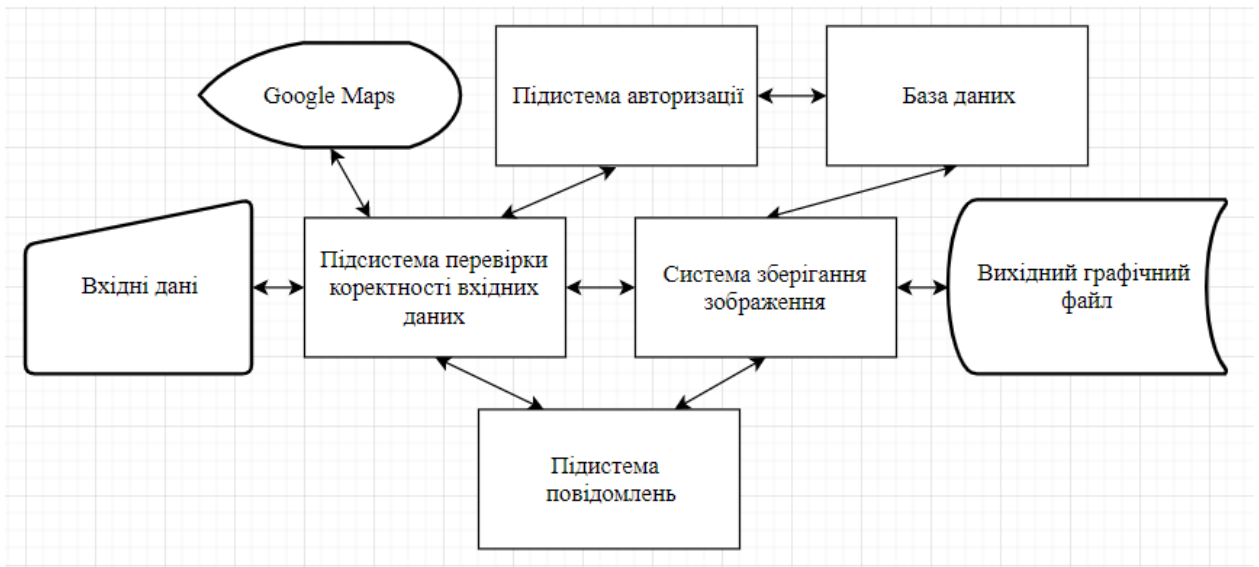 Google Maps
Підистема авторизації
База даних
Вхідні дані
Підсистема перевірки
коректності вхідних
даних
Система зберігання
зображення
Вихідний графічний
файл
Підистема
повідомлень